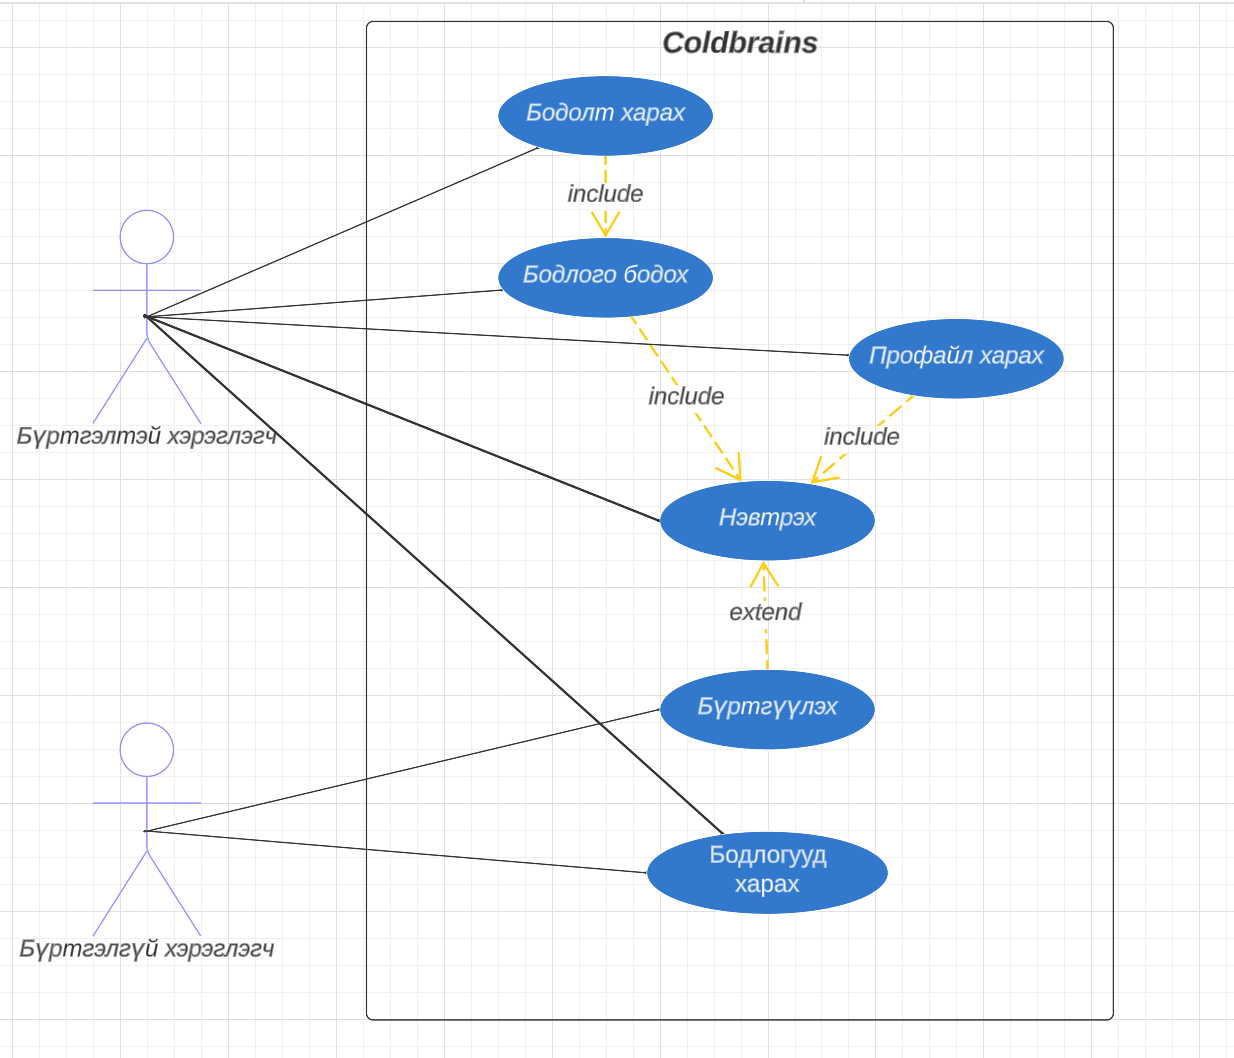 Coldbrains
Бодолт харах
include
Бодлого бодох
Профайл харах
include
include
Бүртгэлтэй хэрэглэгч
Нэвтрэх
extend
Бүртгүүлэх
Бодлогууд
харах
Бүртгэлгүй хэрэглэгч